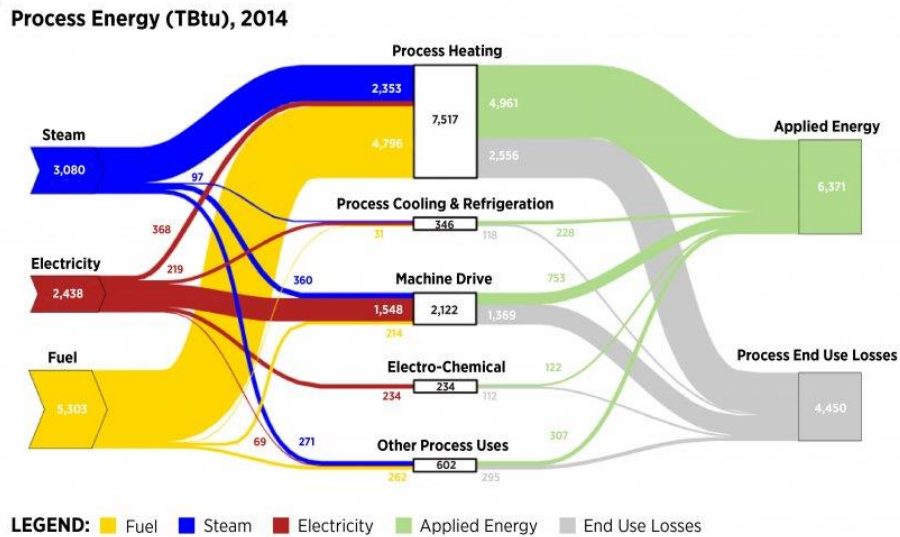 Process Energy (TBtu), 2014
Process Heating
2,353
4,961
7,517
4,796
2,556
Steam
3,080
Applied Energy
6,371
97
Process Cooling & Refrigeration
346
31
118
228
368
219
Electricity
2,438
360
Machine Drive
753
1,548
2,122
1,369
214
Fuel
5,303
Electro-Chemical
122
234
234
112
Process End Use Losses
4,450
69
271
Other Process Uses
307
602
262
295
LEGEND: Fuel Steam Electricity Applied Energy End Use Losses